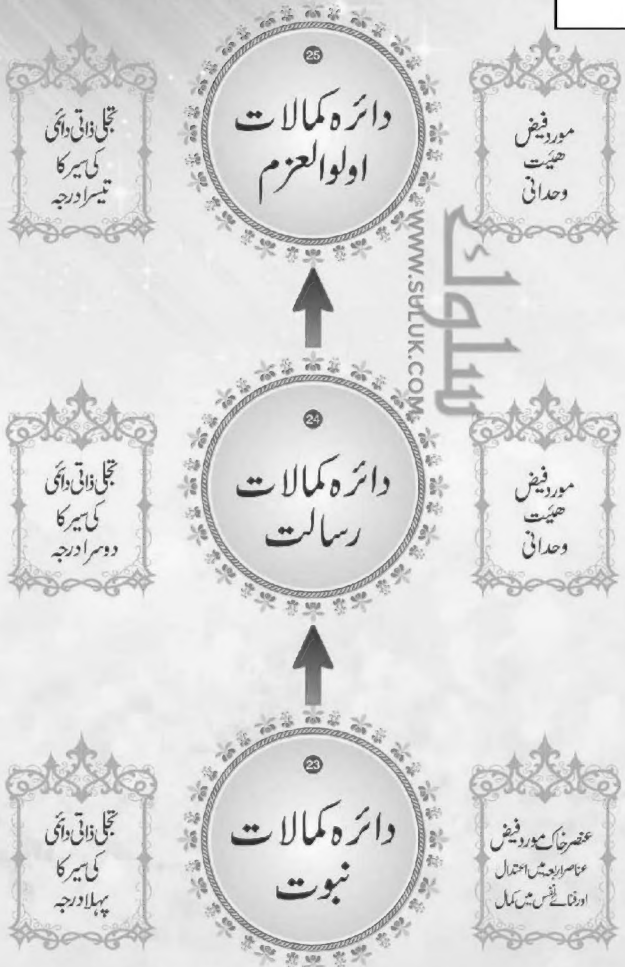 مورد فیض
ھیئت
وحدانی
25
دائرہ کمالات
اولوالعزم
تجلی ذاتی دائمی
کی سیر کا
تیسرا درجہ
سلوك
WWW.SULUK.COM
مورد فیض
ھیئت
وحدانی
24
دائرہ کمالات
رسالت
تجلی ذاتی دائمی
کی سیر کا
دوسرا درجہ
عنصر خاک مورد فیض
عناصر اربعہ میں اعتدال
اور فنائے نفس میں کمال
23
دائرہ کمالات
نبوت
تجلی ذاتی دائمی
کی سیر کا
پہلا درجہ